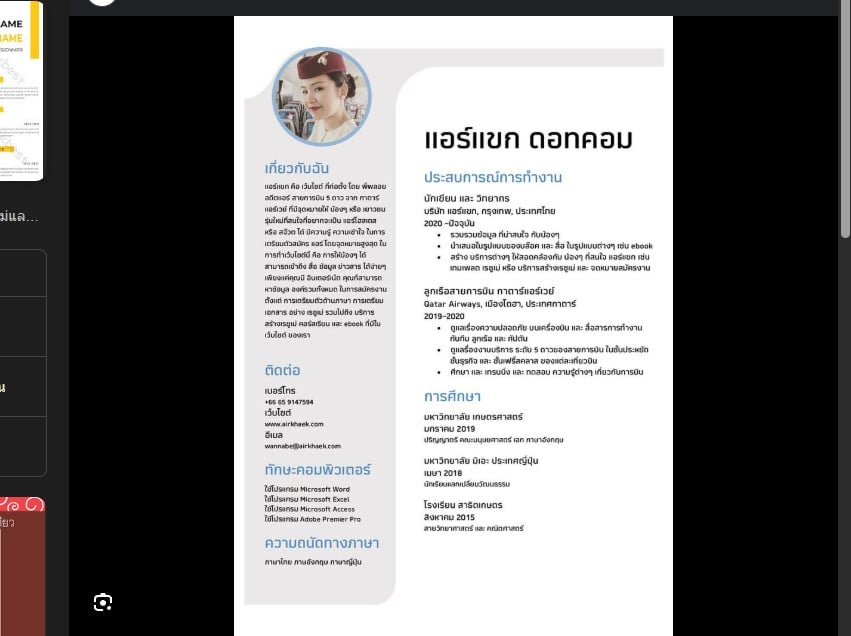 AME
NAME
แอร์แขก ดอทคอม
เกี่ยวกับฉัน
แอร์แขก คือ เว็บไซต์ ที่ก่อตั้ง โดย พี่พลอย
อดีตแอร์ สายการบิน 5 ดาว จาก กาตาร์
แอร์เวย์ ที่มีจุดหมายให้ น้องๆ หรือ เยาวชน
รุ่นใหม่ที่สนใจที่อยากจะเป็น แอร์โฮสเตส
หรือ สจ๊วต ได้ มีความรู้ ความเข้าใจ ในการ
เตรียมตัวสมัคร แอร์ โดยจุดหมายสูงสุด ใน
การทำเว็บไซต์นี้ คือ การให้น้องๆ ได้
สามารถเข้าถึง สื่อ ข้อมูล ข่าวสาร ได้ง่ายๆ
เพียงแค่คุณมี อินเตอร์เน็ต คุณก็สามารถ
หาข้อมูล องค์รวมทั้งหมด ในการสมัครงาน
ตั้งแต่ การเตรียมตัวด้านภาษา การเตรียม
เอกสาร อย่าง เรซูเม่ รวมไปถึง บริการ
สร้างเรซูเม่ คอร์สเรียน และ ebook ที่มีใน
เว็บไซต์ ของเรา
ติดต่อ
เบอร์โทร
+66 65 9147594
เว็บไซต์
www.airkhaek.com
อีเมล
wannabe@airkhaek.com
ทักษะคอมพิวเตอร์
ใช้โปรแกรม Microsoft Word
ใช้โปรแกรม Microsoft Excel
ใช้โปรแกรม Microsoft Access
ใช้โปรแกรม Adobe Premier Pro
ความถนัดทางภาษา
ภาษาไทย ภาษอังกฤษ ภาษาญี่ปุ่น
ประสบการณ์การทำงาน
นักเขียน และ วิทยากร
บริษัท แอร์แขก, กรุงเทพ, ประเทศไทย
2020 -ปัจจุบัน
• รวบรวมข้อมูล ที่น่าสนใจ กับน้องๆ
• นำเสนอในรูปแบบของบล๊อค และ สื่อ ในรูปแบบต่างๆ เช่น ebook
• สร้าง บริการต่างๆ ให้สอดคล้องกับ น้องๆ ที่สนใจ แอร์แขก เช่น
เทมเพลต เรซูเม่ หรือ บริการสร้างเรซูเม่ และ จดหมายสมัครงาน
ลูกเรือสายการบิน กาตาร์แอร์เวย์
Qatar Airways, เมืองโดฮา, ประเทศกาตาร์
2019-2020
• ดูแลเรื่องความปลอดภัย บนเครื่องบิน และ สื่อสารการทำงาน
กับทีม ลูกเรือ และ กัปตัน
• ดูแลเรื่องงานบริการ ระดับ 5 ดาวของสายการบิน ในชั้นประหยัด
ชั้นธุรกิจ และ ชั้นเฟิร์สคลาส ของแต่ละเที่ยวบิน
• ศึกษา และ เทรนนิ่ง และ ทดสอบ ความรู้ต่างๆ เกี่ยวกับการบิน
การศึกษา
มหาวิทยาลัย เกษตรศาสตร์
มกราคม 2019
ปริญญาตรี คณะมนุษยศาสตร์ เอก ภาษาอังกฤษ
มหาวิทยาลัย มิเอะ ประเทศญี่ปุ่น
เมษา 2018
นักเรียนแลกเปลี่ยนวัฒนธรรม
โรงเรียน สาธิตเกษตร
สิงหาคม 2015
สายวิทยาศาสตร์ และ คณิตศาสตร์